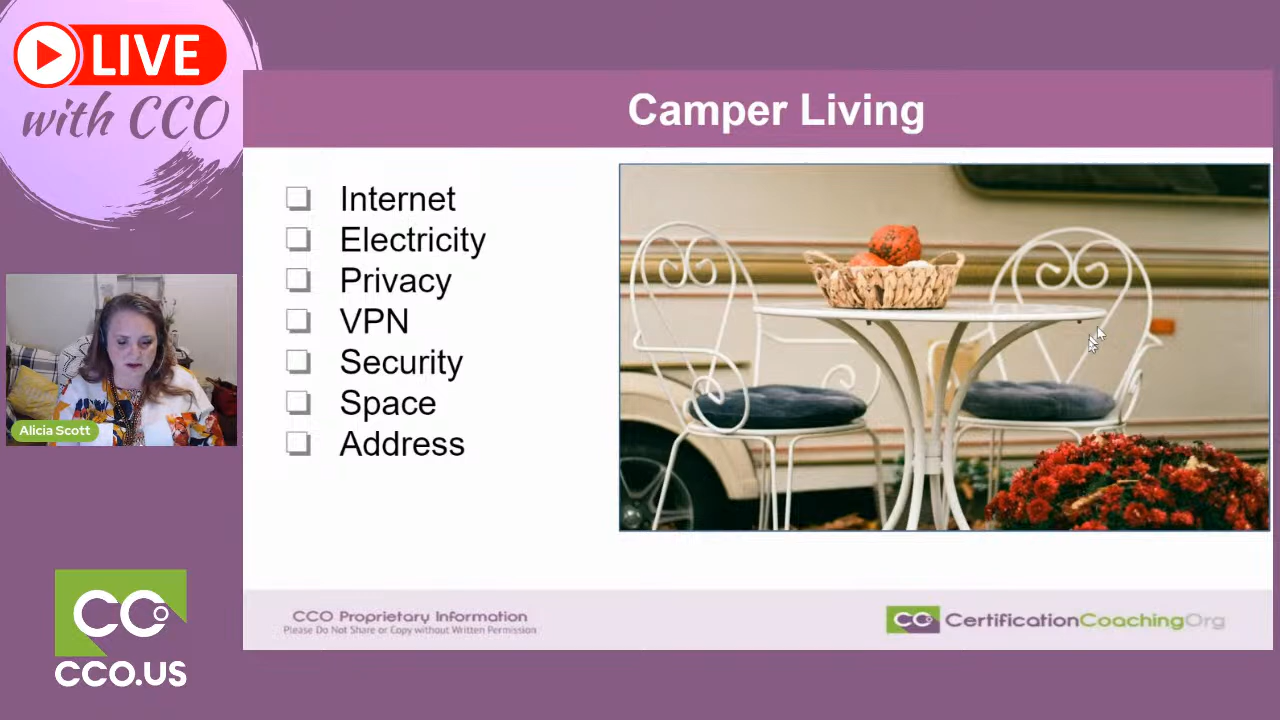 LIVE
with CCO
Camper Living
Internet
Electricity
Privacy
VPN
Security
Space
Address
Alicia Scott
CCO
CCO.US
CCO Proprietary Information
Please Do Not Share or Copy without Written Permission
CCO CertificationCoachingOrg